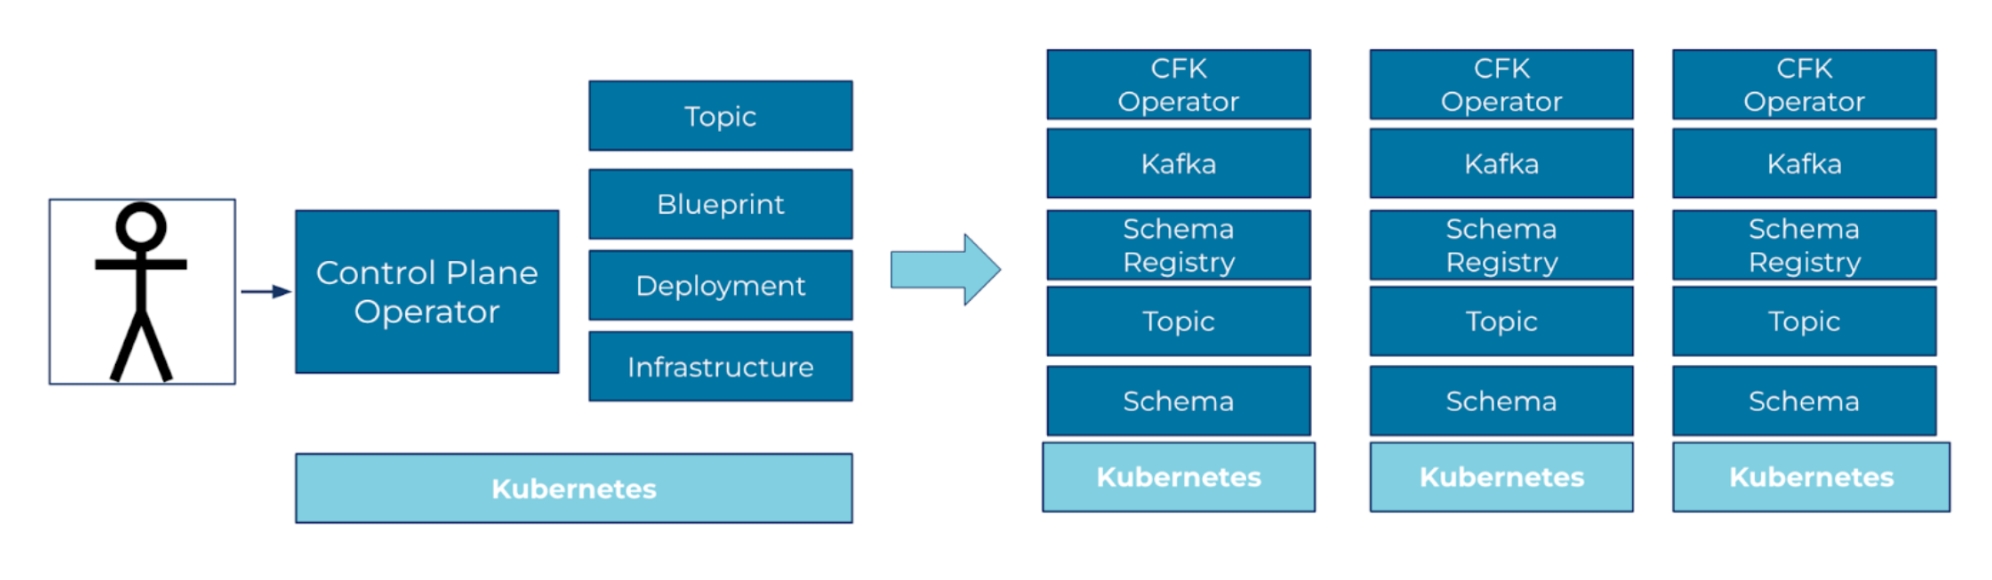 Control Plane
Operator
Topic
Blueprint
Deployment
Infrastructure
Kubernetes
CFK
Operator
Kafka
Schema
Registry
Topic
Schema
Kubernetes
CFK
Operator
Kafka
Schema
Registry
Topic
Schema
Kubernetes
CFK
Operator
Kafka
Schema
Registry
Topic
Schema
Kubernetes